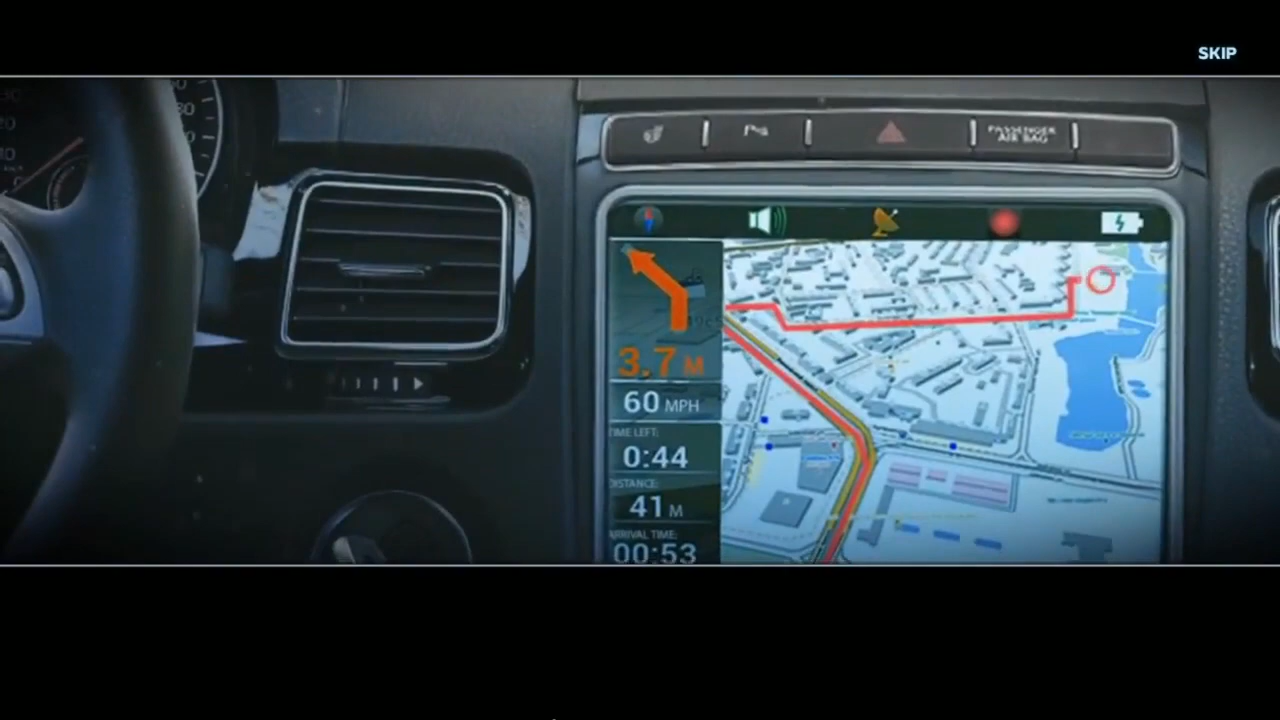 SKIP
PASSENGER
AIR BAG
3.7 M
60 MPH
TIME LEFT:
0:44
DISTANCE:
41 M
ARRIVAL TIME:
00:53